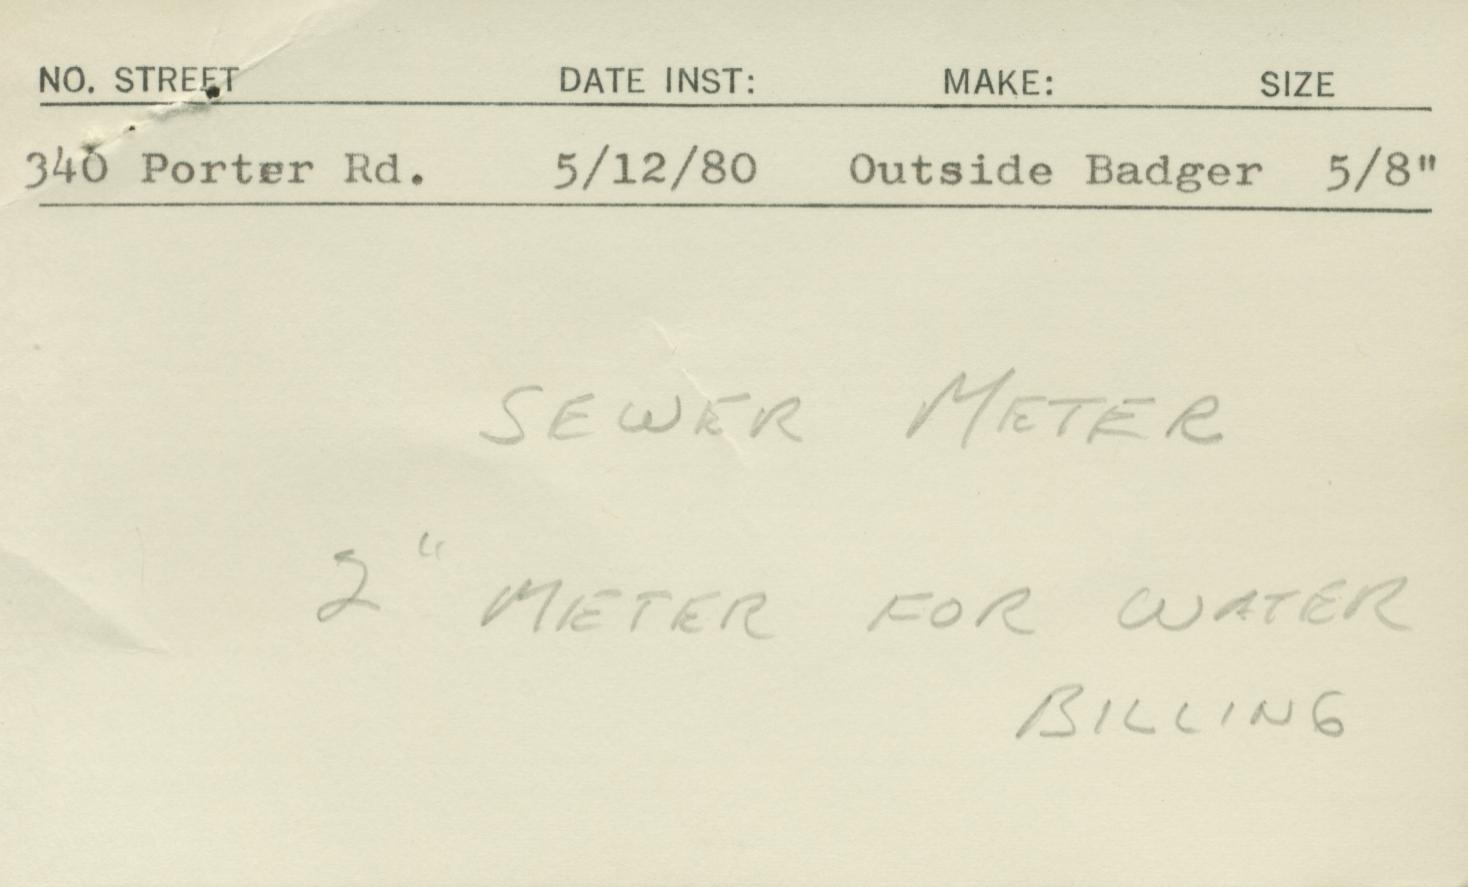 NO. STREET DATE INST: MAKE: SIZE
340 Porter Rd. 5/12/80 Outside Badger 5/8"
SEWER METER
2" METER FOR WATER
BILLING